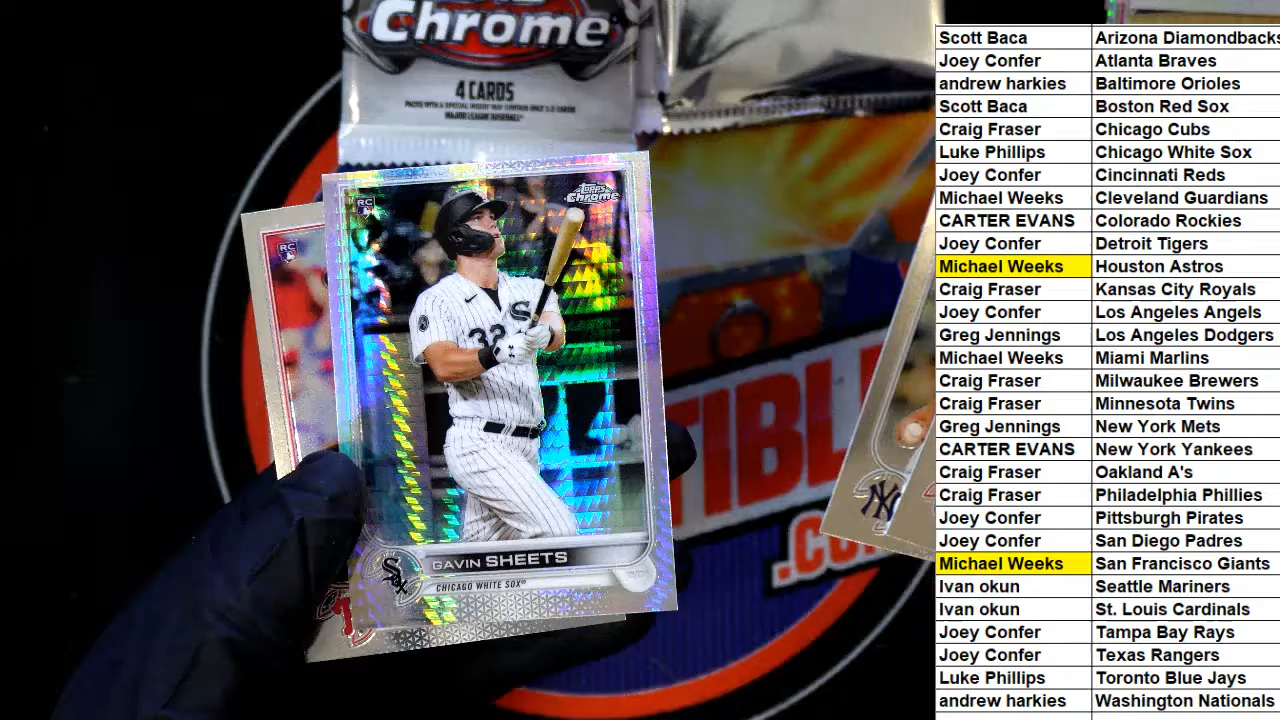 Chrome
4 CARDS
MAJOR LEAGUE BASEBALL
RC
RC
Topps
Chrome
32
S
Sox
GAVIN SHEETS
CHICAGO WHITE SOX
NY
TIBL
.CO
Scott Baca Arizona Diamondbacks
Joey Confer Atlanta Braves
andrew harkies Baltimore Orioles
Scott Baca Boston Red Sox
Craig Fraser Chicago Cubs
Luke Phillips Chicago White Sox
Joey Confer Cincinnati Reds
Michael Weeks Cleveland Guardians
CARTER EVANS Colorado Rockies
Joey Confer Detroit Tigers
Michael Weeks Houston Astros
Craig Fraser Kansas City Royals
Joey Confer Los Angeles Angels
Greg Jennings Los Angeles Dodgers
Michael Weeks Miami Marlins
Craig Fraser Milwaukee Brewers
Craig Fraser Minnesota Twins
Greg Jennings New York Mets
CARTER EVANS New York Yankees
Craig Fraser Oakland A's
Craig Fraser Philadelphia Phillies
Joey Confer Pittsburgh Pirates
Joey Confer San Diego Padres
Michael Weeks San Francisco Giants
Ivan okun Seattle Mariners
Ivan okun St. Louis Cardinals
Joey Confer Tampa Bay Rays
Joey Confer Texas Rangers
Luke Phillips Toronto Blue Jays
andrew harkies Washington Nationals